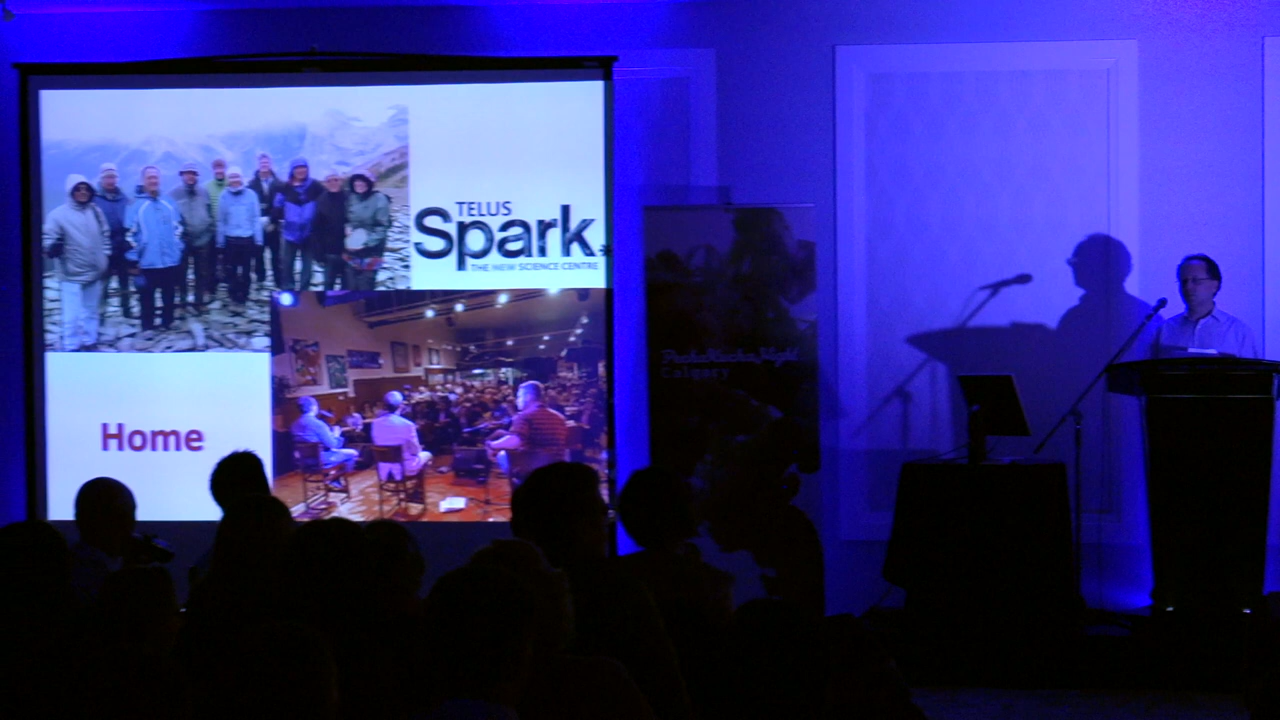 TELUS
Spark.
THE NEW SCIENCE CENTRE
Home
PechaKucha Night
Calgary